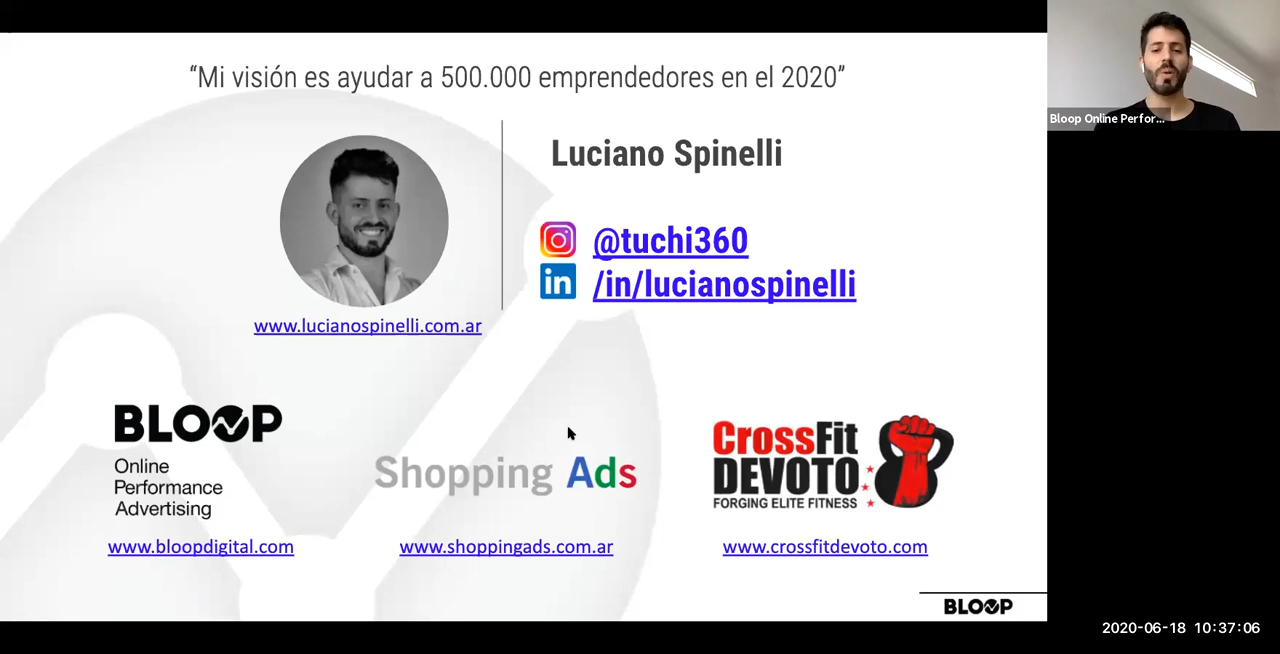 “Mi visión es ayudar a 500.000 emprendedores en el 2020”
Luciano Spinelli
@tuchi360
in /in/lucianospinelli
www.lucianospinelli.com.ar
BLOOP
Online
Performance
Advertising
www.bloopdigital.com
Shopping Ads
www.shoppingads.com.ar
CrossFit
DEVOTO
FORGING ELITE FITNESS
www.crossfitdevoto.com
BLOOP
Bloop Online Perfor...
2020-06-18 10:37:06